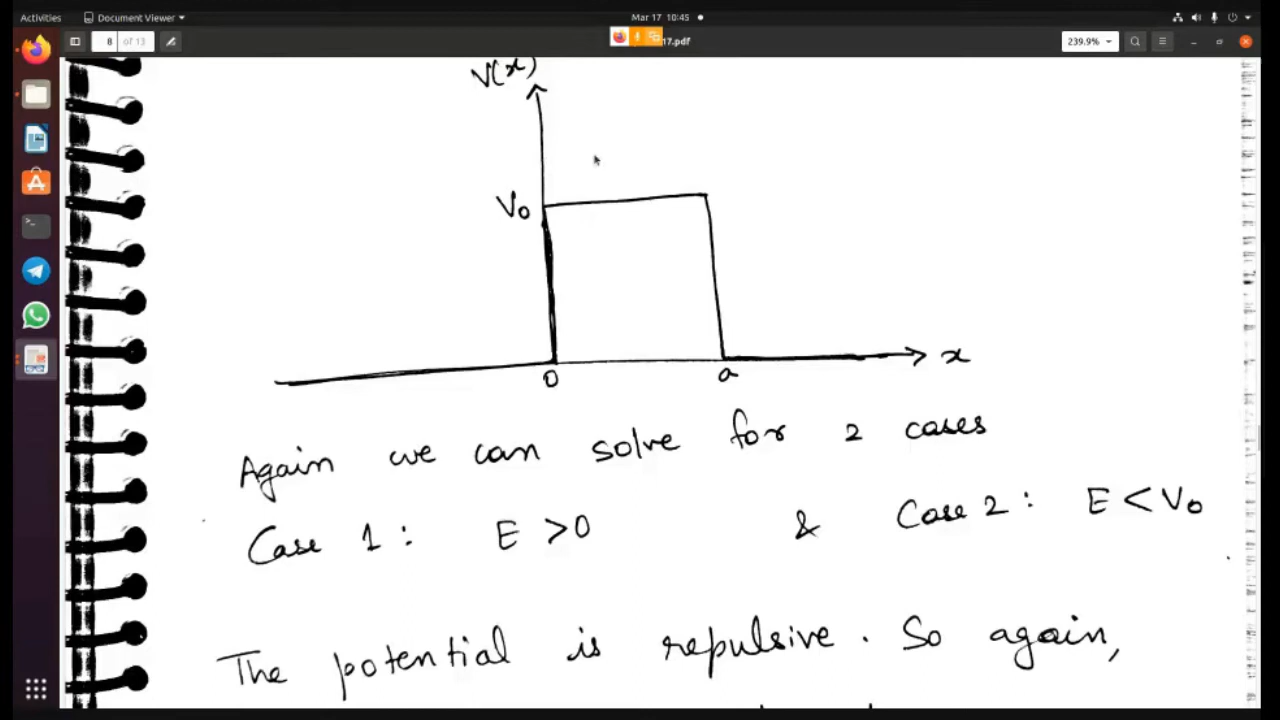 Activities Document Viewer Mar 17 10:45
8 of 13 17.pdf 239.9%
V(x)
V0
0 a x
Again we can solve for 2 cases
Case 1 : E >0 & Case 2 : E < V0
The potential is repulsive. So again,